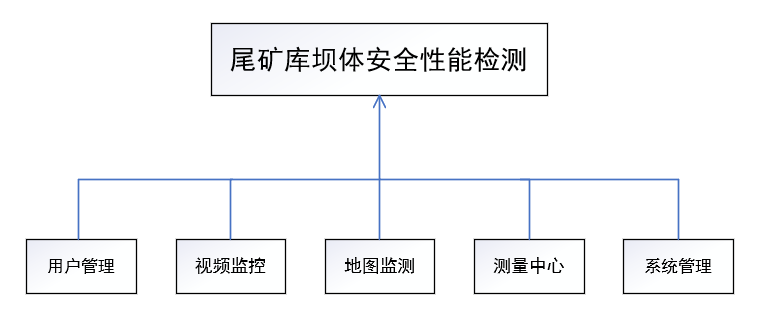 尾矿库坝体安全性能检测
用户管理
视频监控
地图监测
测量中心
系统管理